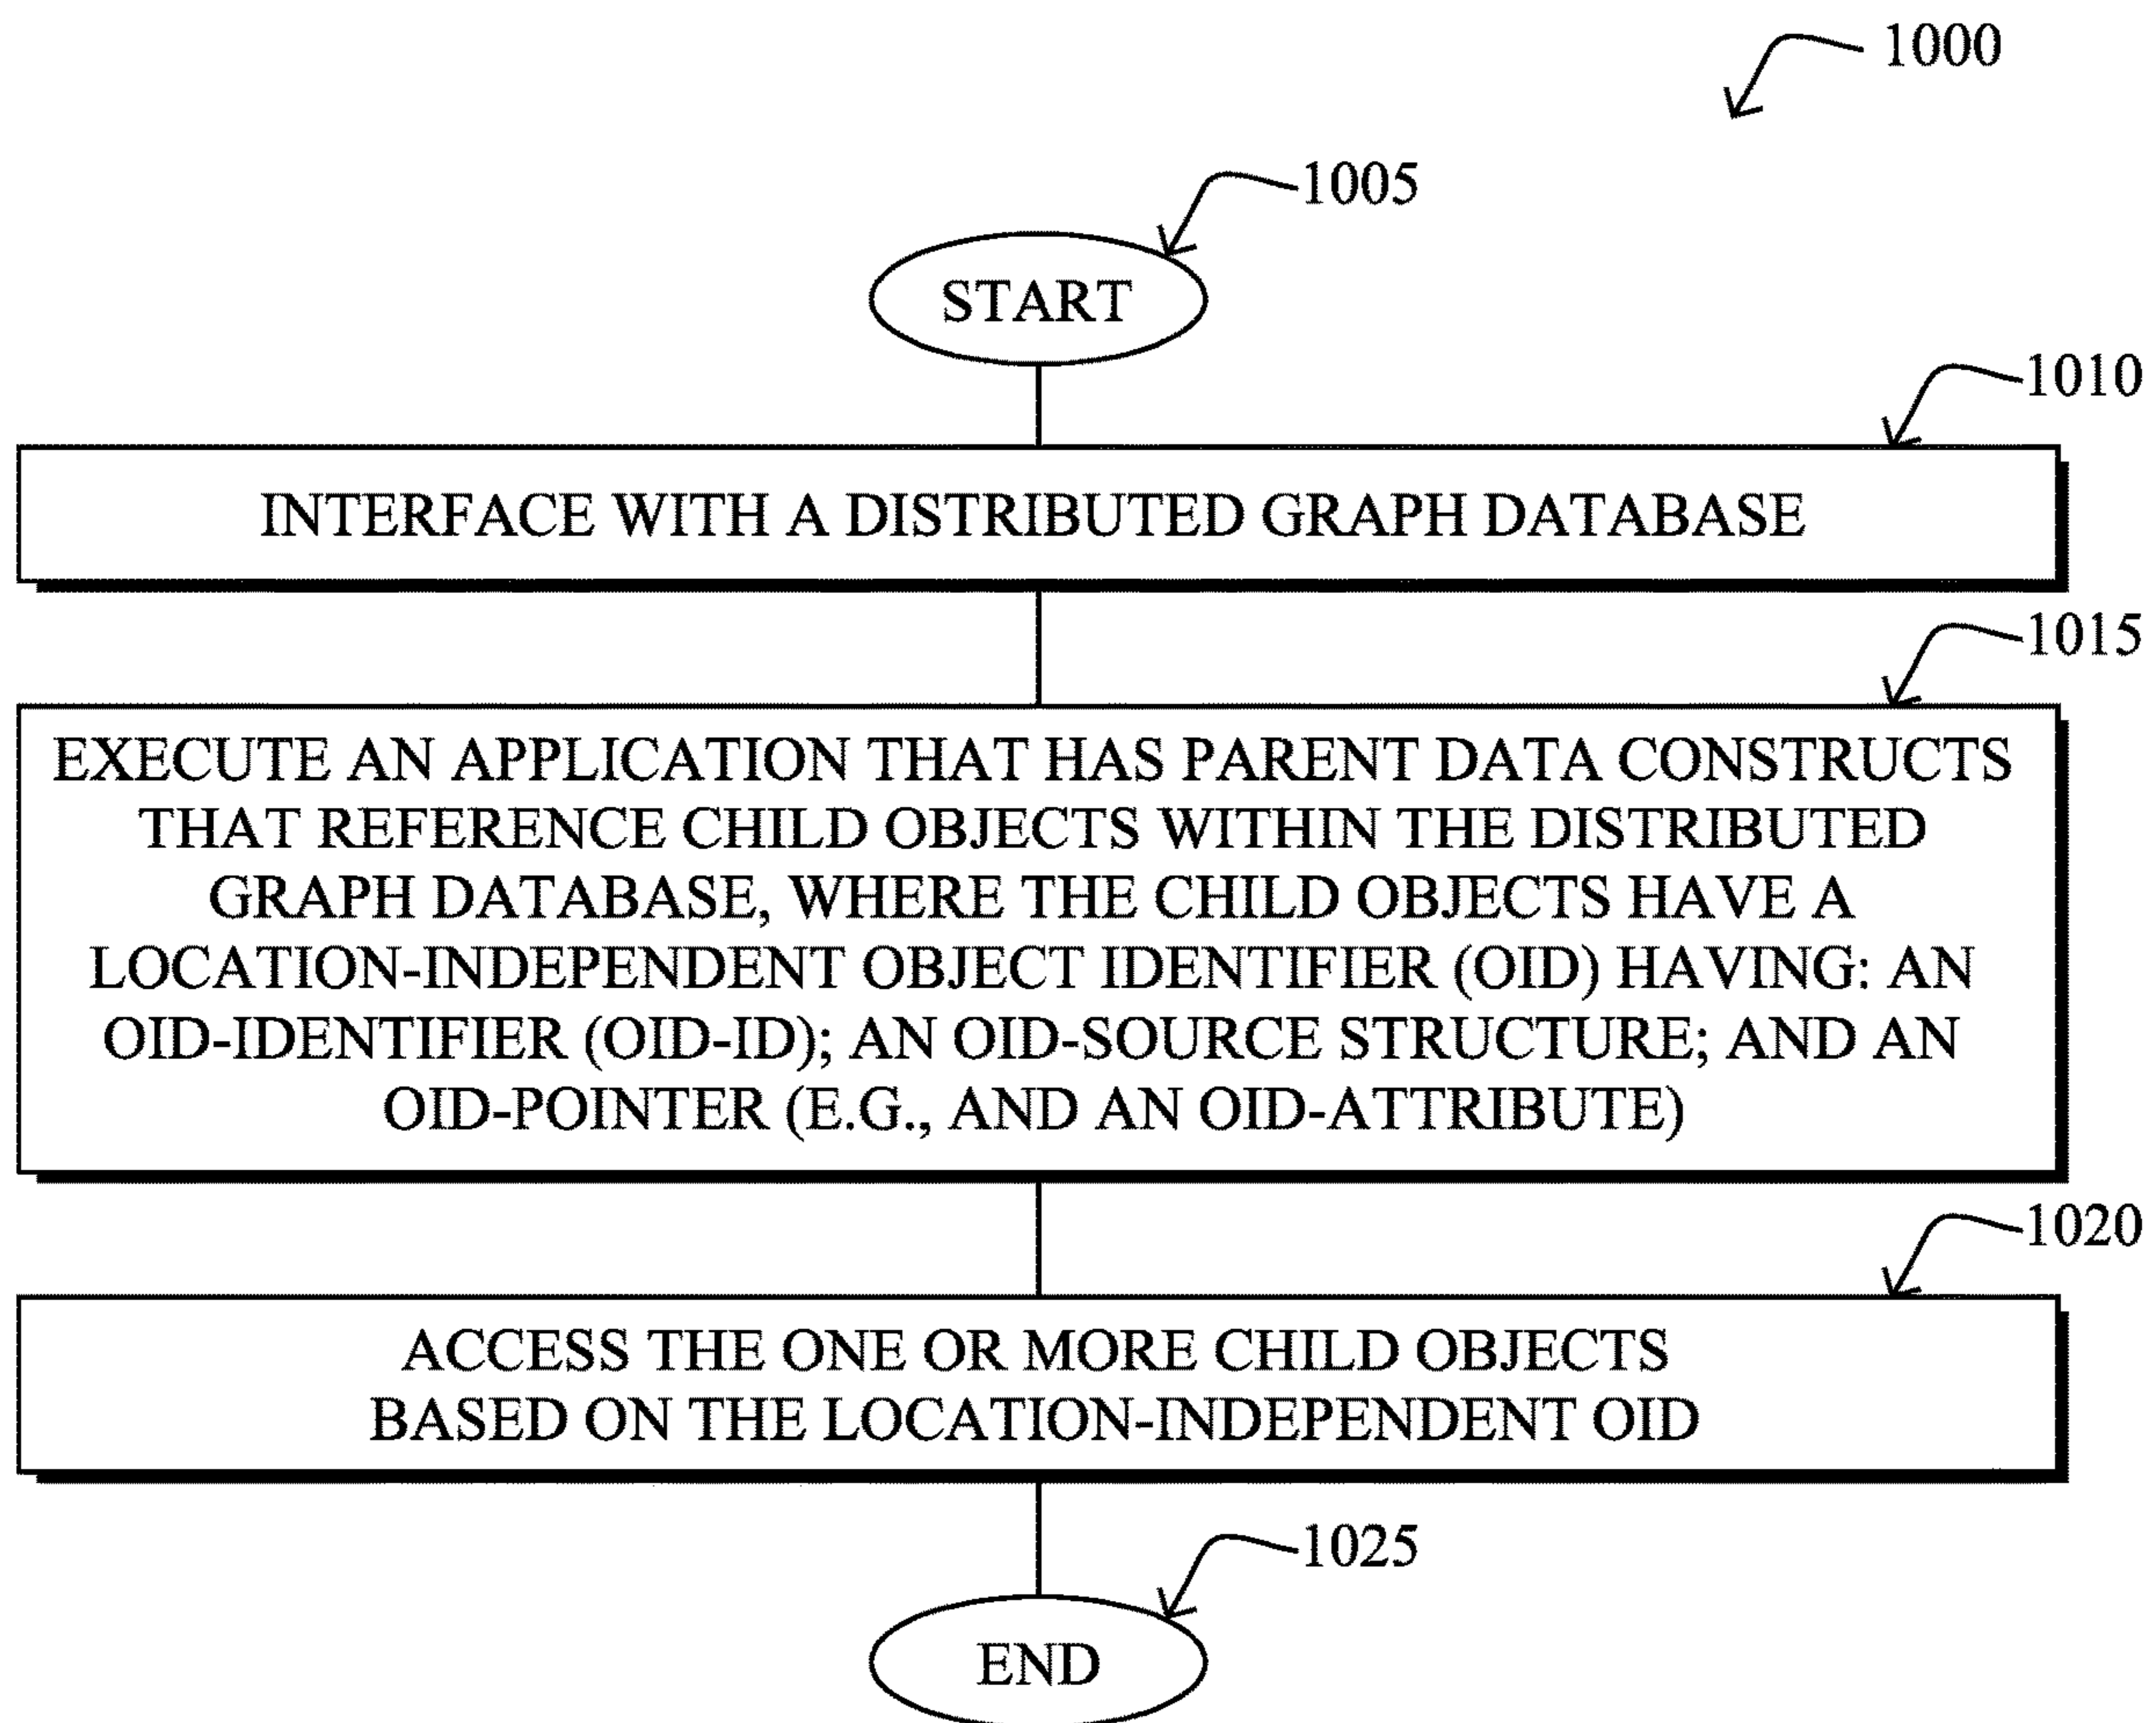 1000
1005
START
1010
INTERFACE WITH A DISTRIBUTED GRAPH DATABASE
1015
EXECUTE AN APPLICATION THAT HAS PARENT DATA CONSTRUCTS
THAT REFERENCE CHILD OBJECTS WITHIN THE DISTRIBUTED
GRAPH DATABASE, WHERE THE CHILD OBJECTS HAVE A
LOCATION-INDEPENDENT OBJECT IDENTIFIER (OID) HAVING: AN
OID-IDENTIFIER (OID-ID); AN OID-SOURCE STRUCTURE; AND AN
OID-POINTER (E.G., AND AN OID-ATTRIBUTE)
1020
ACCESS THE ONE OR MORE CHILD OBJECTS
BASED ON THE LOCATION-INDEPENDENT OID
1025
END